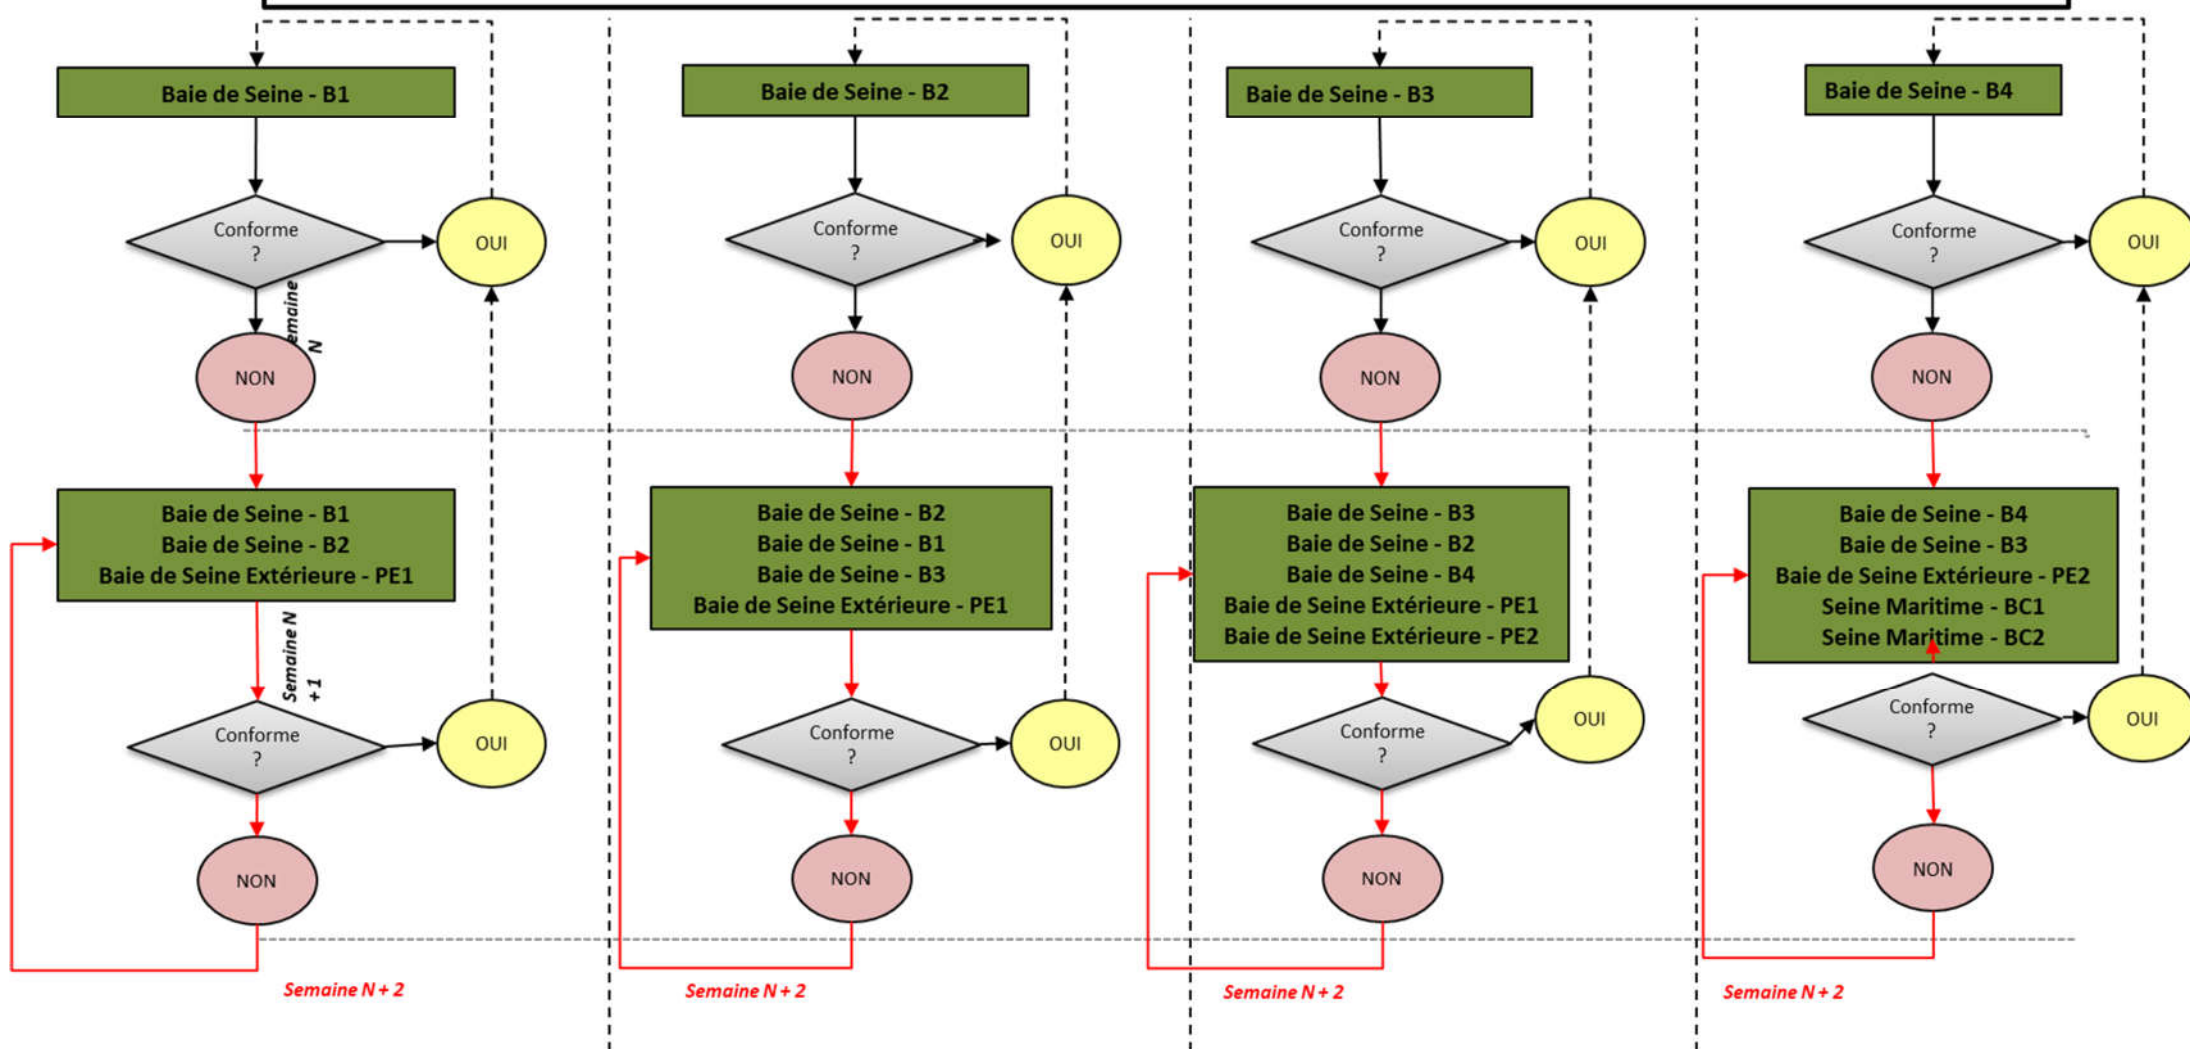 Baie de Seine - B1
Baie de Seine - B2
Baie de Seine - B3
Baie de Seine - B4
Conforme
?
OUI
Conforme
?
OUI
Conforme
?
OUI
Conforme
?
OUI
emaine
N
NON
NON
NON
NON
Baie de Seine - B1
Baie de Seine - B2
Baie de Seine Extérieure - PE1
Baie de Seine - B2
Baie de Seine - B1
Baie de Seine - B3
Baie de Seine Extérieure - PE1
Baie de Seine - B3
Baie de Seine - B2
Baie de Seine - B4
Baie de Seine Extérieure - PE1
Baie de Seine Extérieure - PE2
Baie de Seine - B4
Baie de Seine - B3
Baie de Seine Extérieure - PE2
Seine Maritime - BC1
Seine Maritime - BC2
Semaine N
+ 1
Conforme
?
OUI
Conforme
?
OUI
Conforme
?
OUI
Conforme
?
OUI
NON
NON
NON
NON
Semaine N + 2
Semaine N + 2
Semaine N + 2
Semaine N + 2